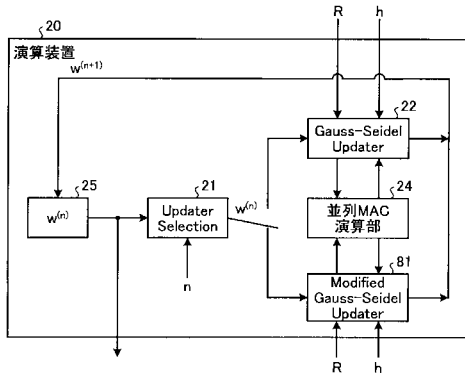 20
R
h
演算装置
w(n+1)
22
Gauss-Seidel
Updater
25
w(n)
21
Updater
Selection
w(n)
24
並列MAC
演算部
n
81
Modified
Gauss-Seidel
Updater
R
h